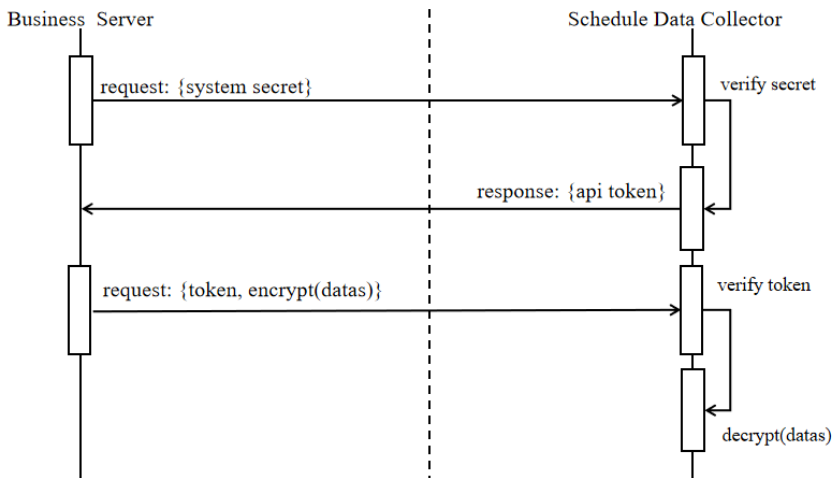 Business Server
Schedule Data Collector
request: {system secret}
verify secret
response: {api token}
request: {token, encrypt(datas)}
verify token
decrypt(datas)